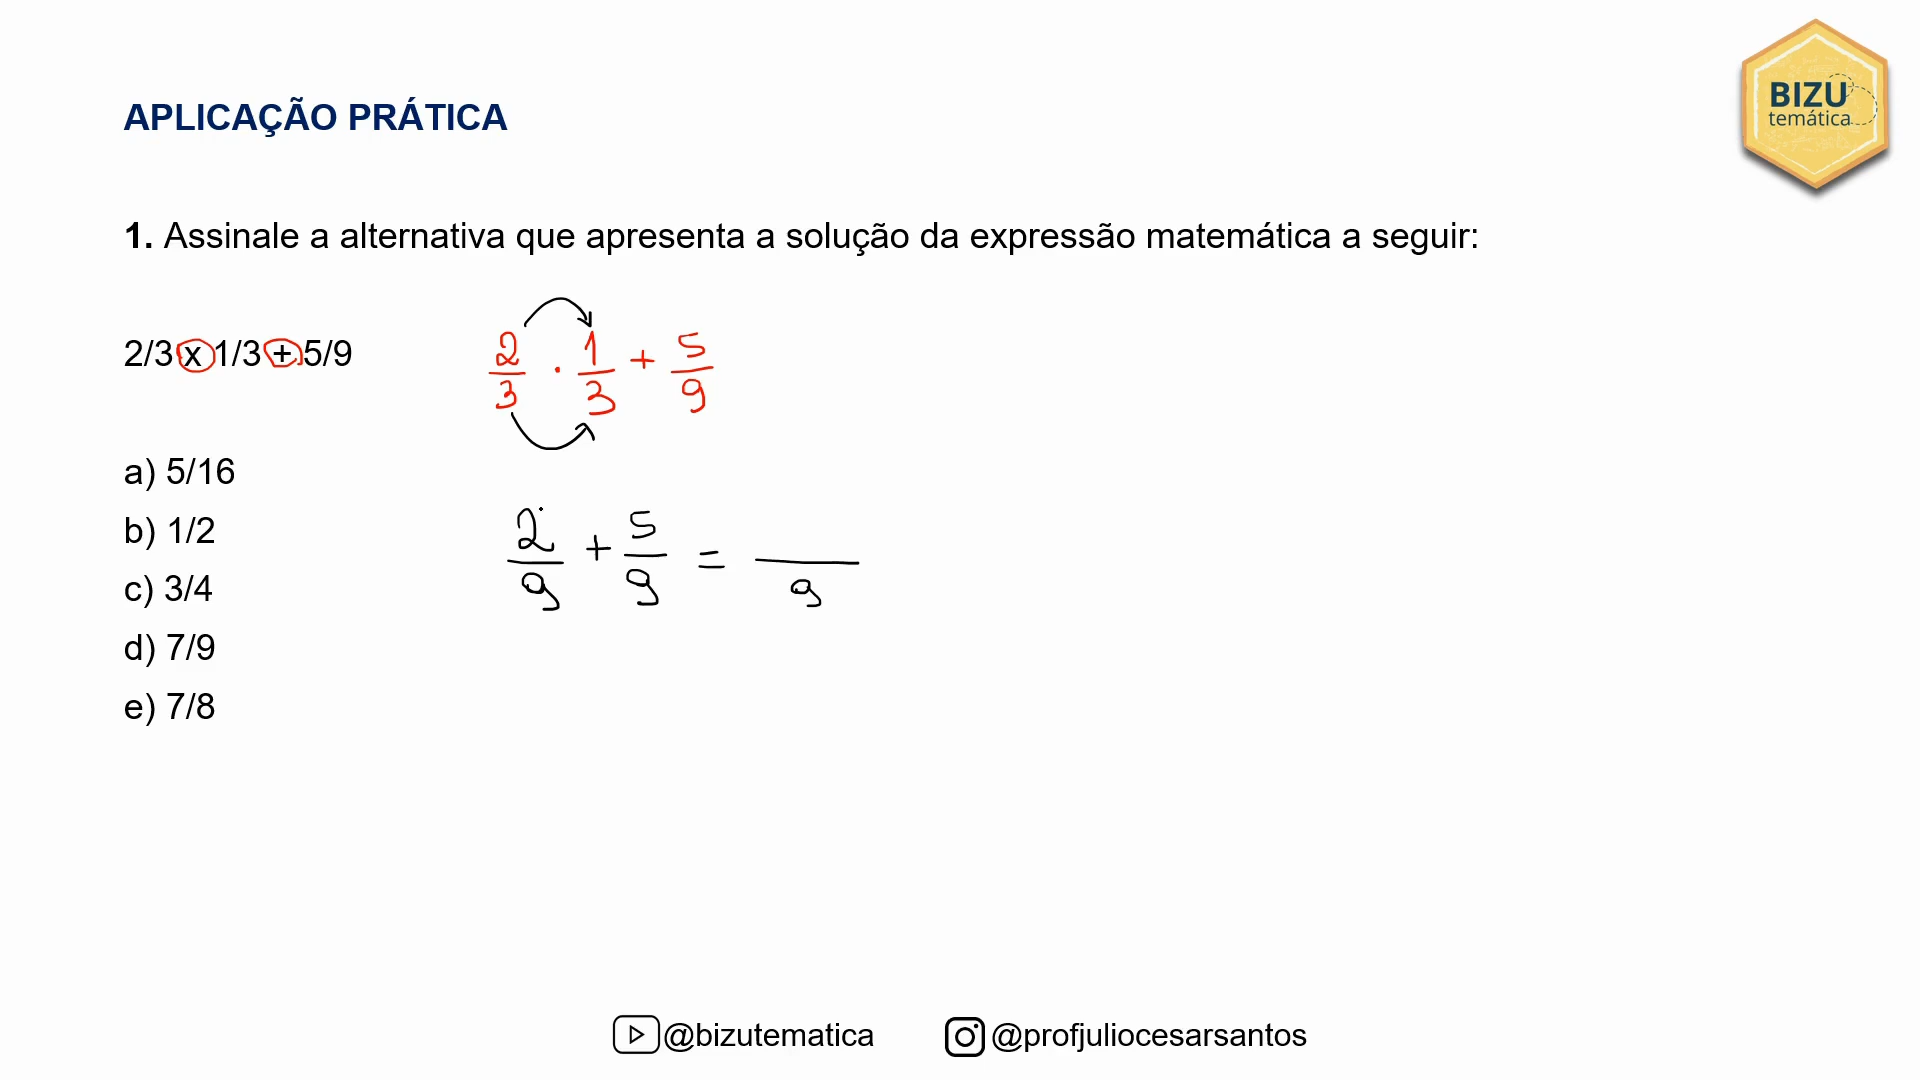 APLICAÇÃO PRÁTICA
BIZU
temática
1. Assinale a alternativa que apresenta a solução da expressão matemática a seguir:
2/3 x 1/3 + 5/9
2/3 · 1/3 + 5/9
a) 5/16
b) 1/2
c) 3/4
d) 7/9
e) 7/8
2/9 + 5/9 = /9
@bizutematica
@profjuliocesarsantos